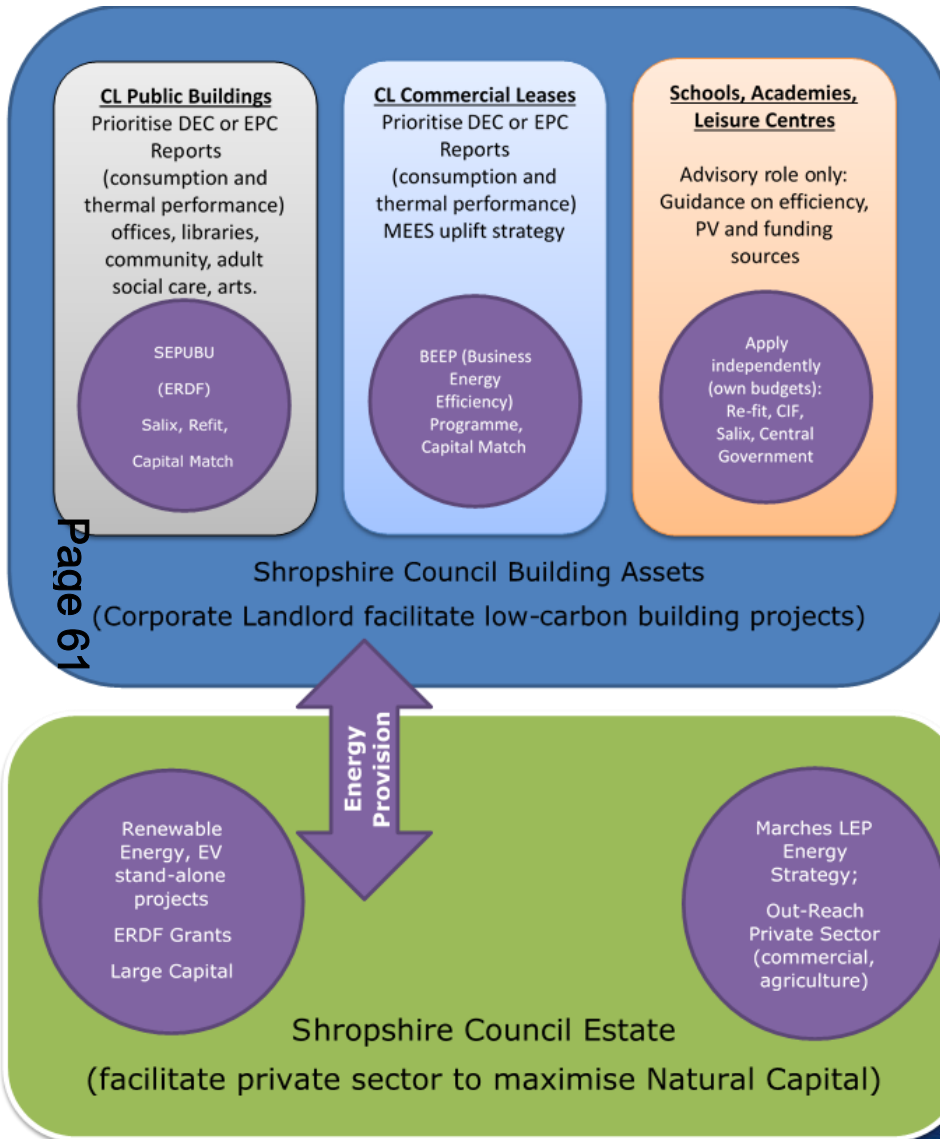 CL Public Buildings
Prioritise DEC or EPC
Reports
(consumption and
thermal performance)
offices, libraries,
community, adult
social care, arts.
SEPUBU
(ERDF)
Salix, Refit,
Capital Match
CL Commercial Leases
Prioritise DEC or EPC
Reports
(consumption and
thermal performance)
MEES uplift strategy
BEEP (Business
Energy
Efficiency)
Programme,
Capital Match
Schools, Academies,
Leisure Centres
Advisory role only:
Guidance on efficiency,
PV and funding
sources
Apply
independently
(own budgets):
Re-fit, CIF,
Salix, Central
Government
Page 61
Shropshire Council Building Assets
(Corporate Landlord facilitate low-carbon building projects)
Energy
Provision
Renewable
Energy, EV
stand-alone
projects
ERDF Grants
Large Capital
Marches LEP
Energy
Strategy;
Out-Reach
Private Sector
(commercial,
agriculture)
Shropshire Council Estate
(facilitate private sector to maximise Natural Capital)